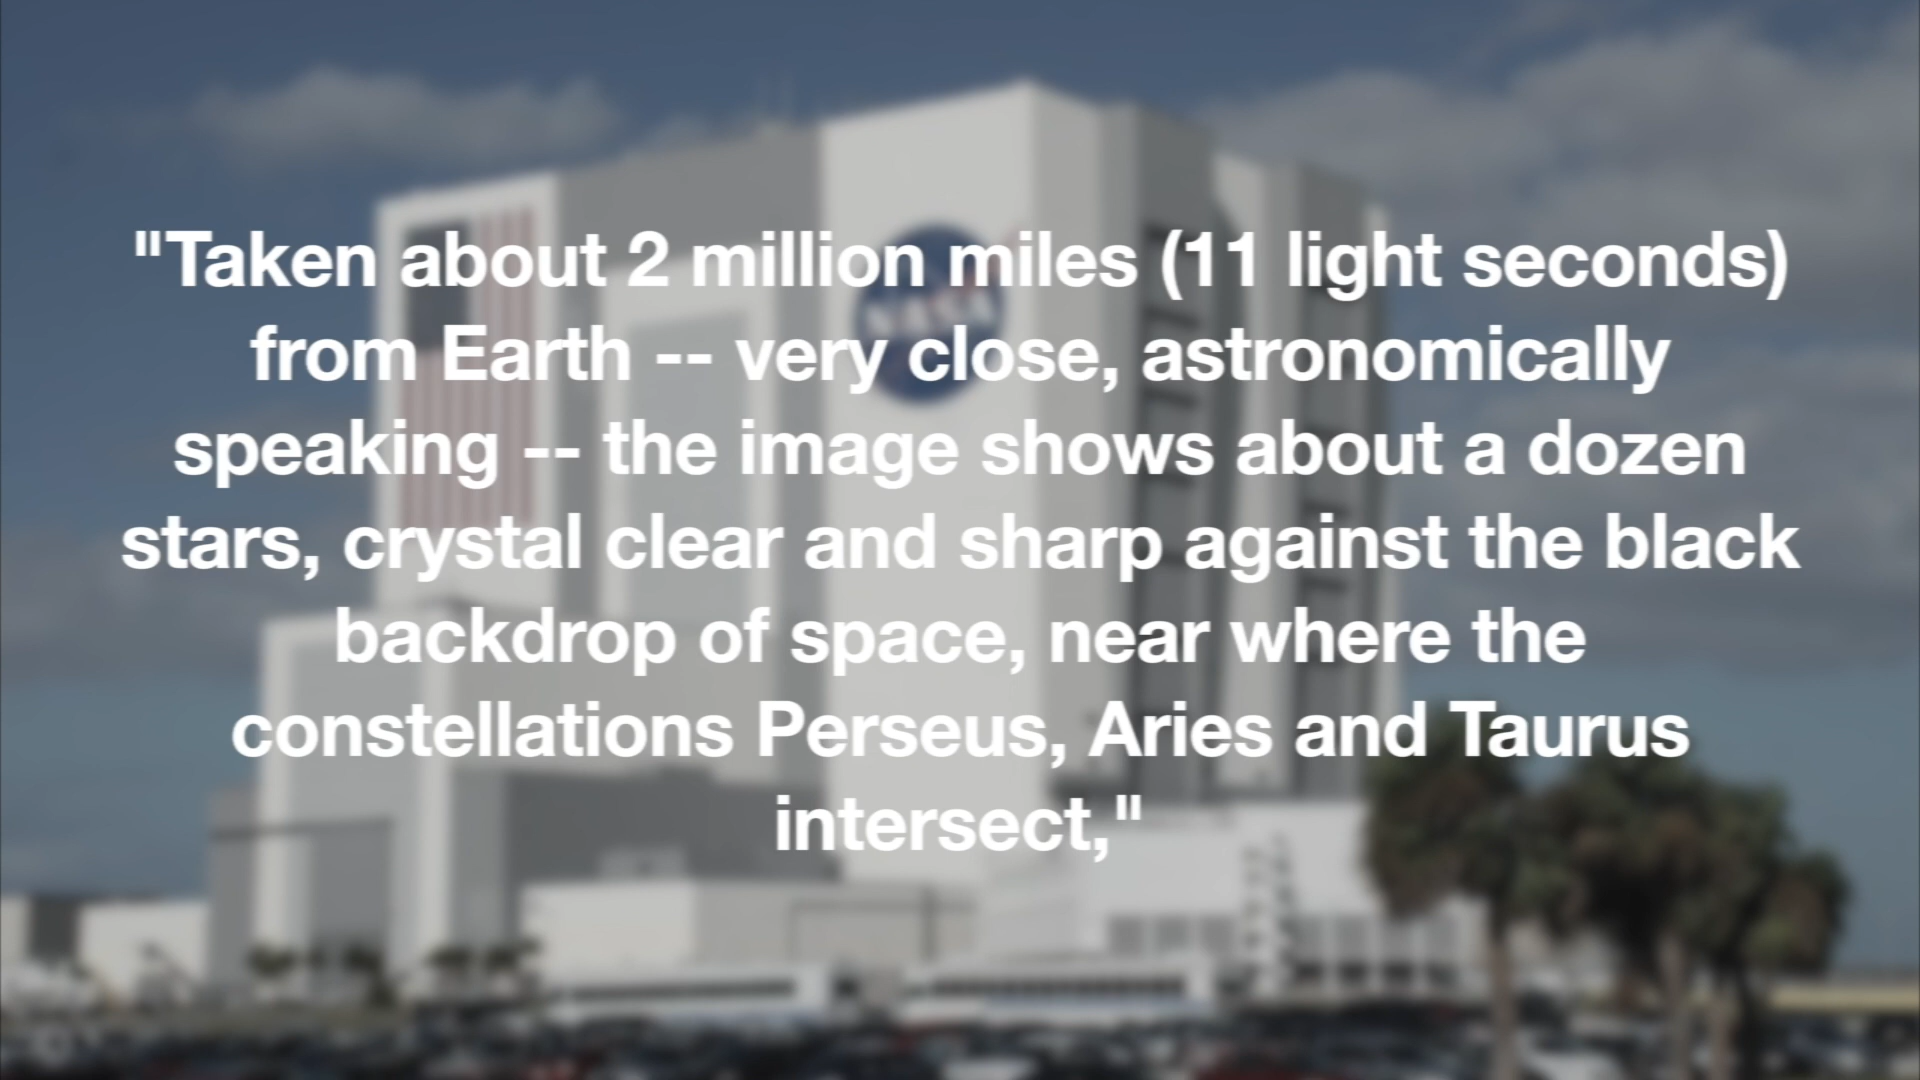 "Taken about 2 million miles (11 light seconds)
from Earth -- very close, astronomically
speaking -- the image shows about a dozen
stars, crystal clear and sharp against the black
backdrop of space, near where the
constellations Perseus, Aries and Taurus
intersect,"
NASA